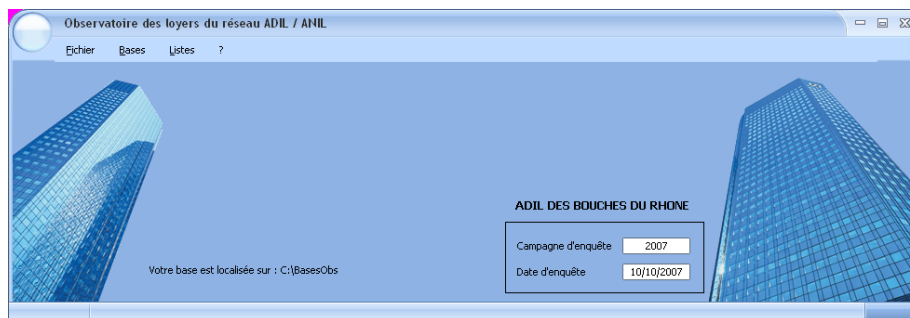 Observatoire des loyers du réseau ADIL / ANIL
Fichier Bases Listes ?
ADIL DES BOUCHES DU RHONE
Campagne d'enquête 2007
Date d'enquête 10/10/2007
Votre base est localisée sur : C:\BasesObs